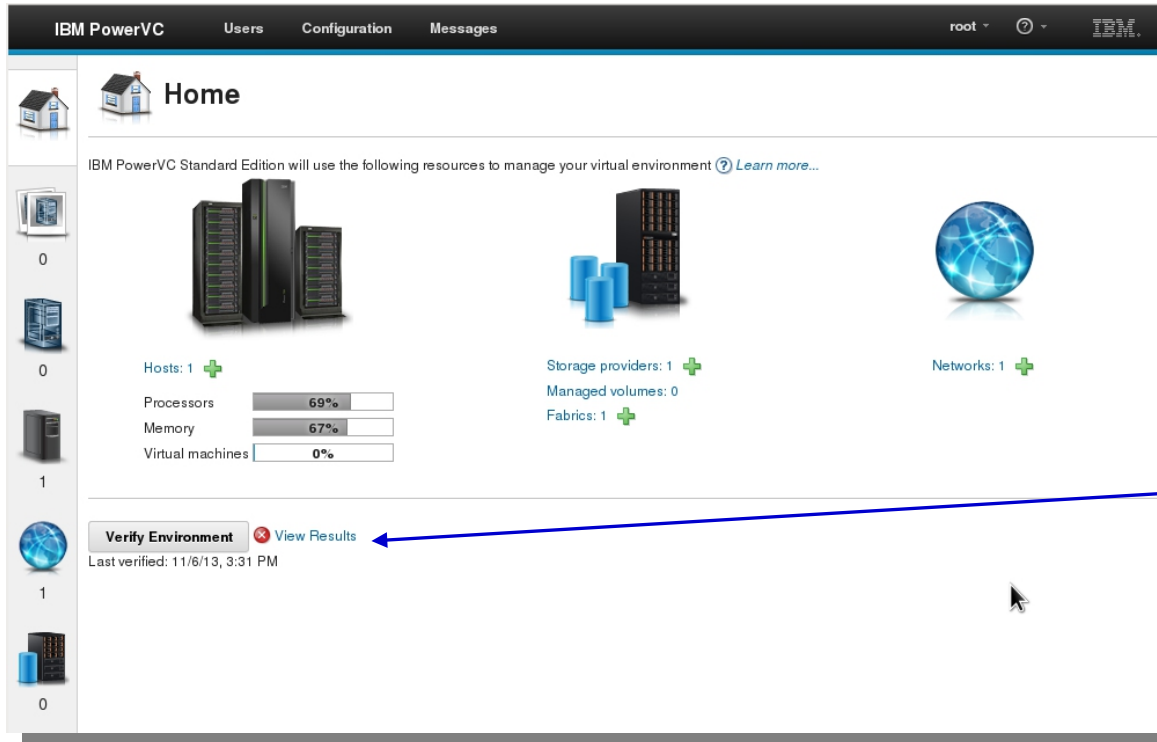 IBM PowerVC Users Configuration Messages root ? IBM.
Home
IBM PowerVC Standard Edition will use the following resources to manage your virtual environment ? Learn more...
0
0
1
1
0
Hosts: 1
Processors 69%
Memory 67%
Virtual machines 0%
Storage providers: 1
Managed volumes: 0
Fabrics: 1
Networks: 1
Verify Environment View Results
Last verified: 11/6/13, 3:31 PM